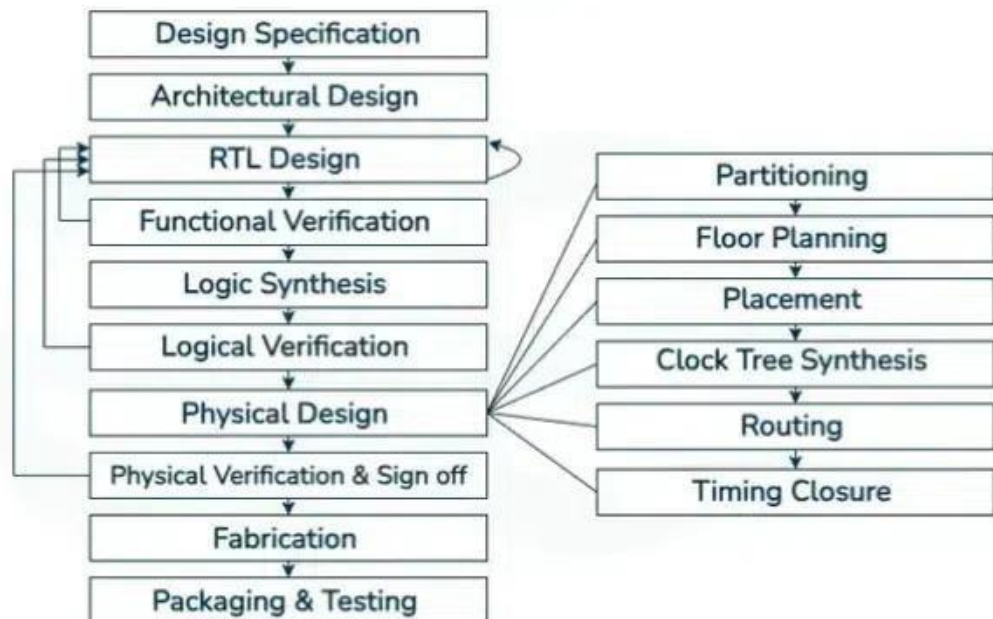 Design Specification
Architectural Design
RTL Design
Functional Verification
Logic Synthesis
Logical Verification
Physical Design
Physical Verification & Sign off
Fabrication
Packaging & Testing
Partitioning
Floor Planning
Placement
Clock Tree Synthesis
Routing
Timing Closure